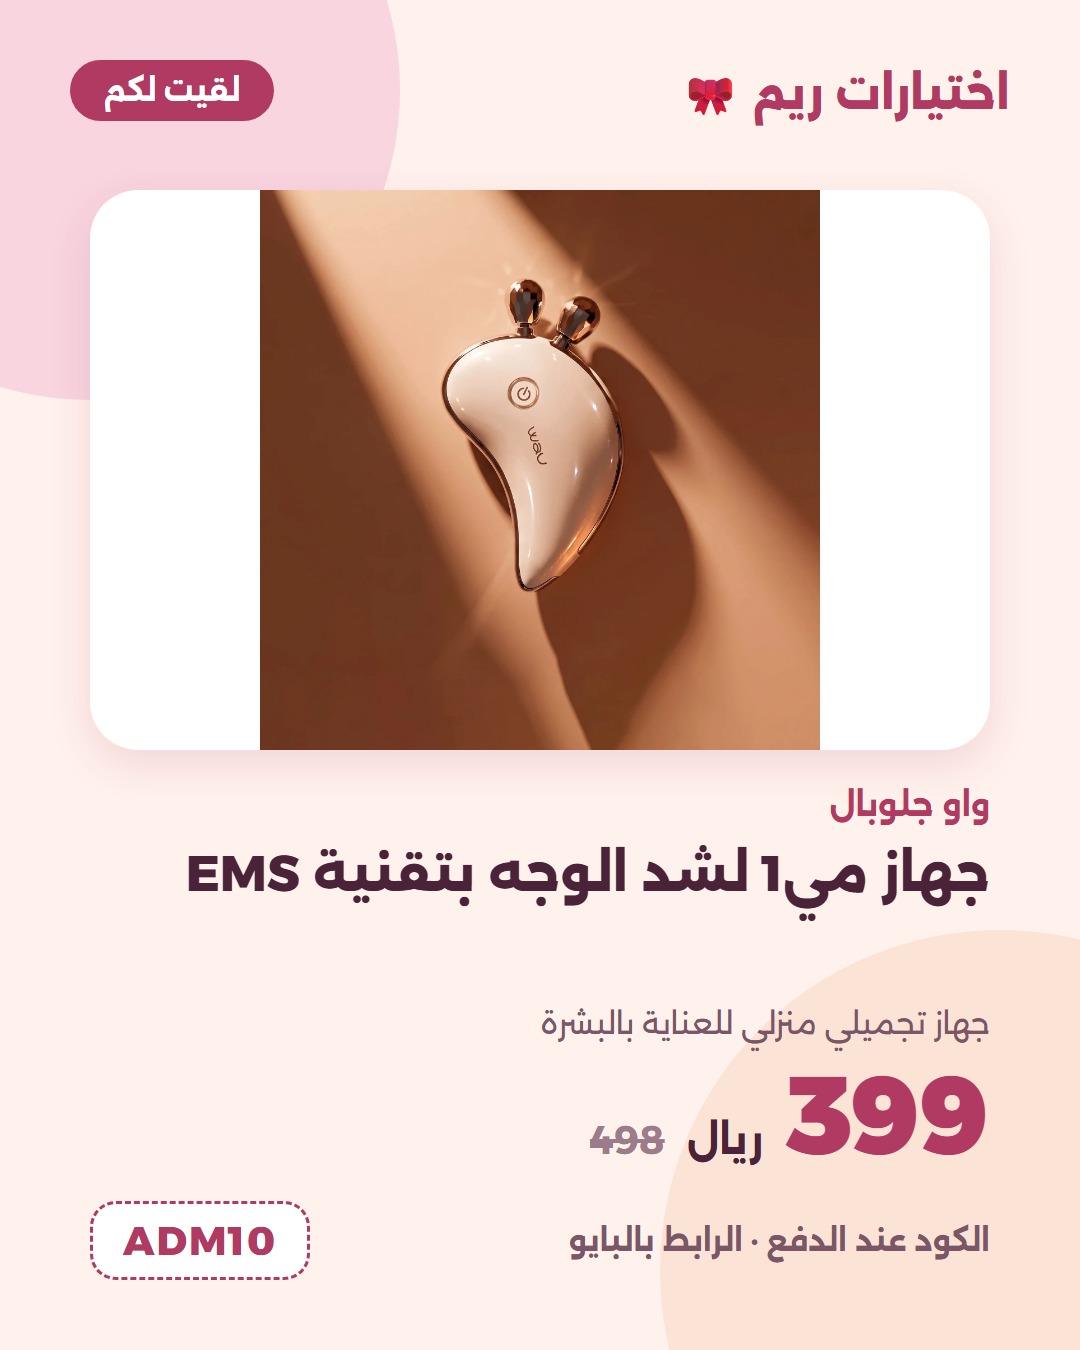 اختيارات ريم 🎀
لقيت لكم
wau
واو جلوبال
جهاز مي1 لشد الوجه بتقنية EMS
جهاز تجميلي منزلي للعناية بالبشرة
399 ريال 498
الكود عند الدفع · الرابط بالبايو
ADM10